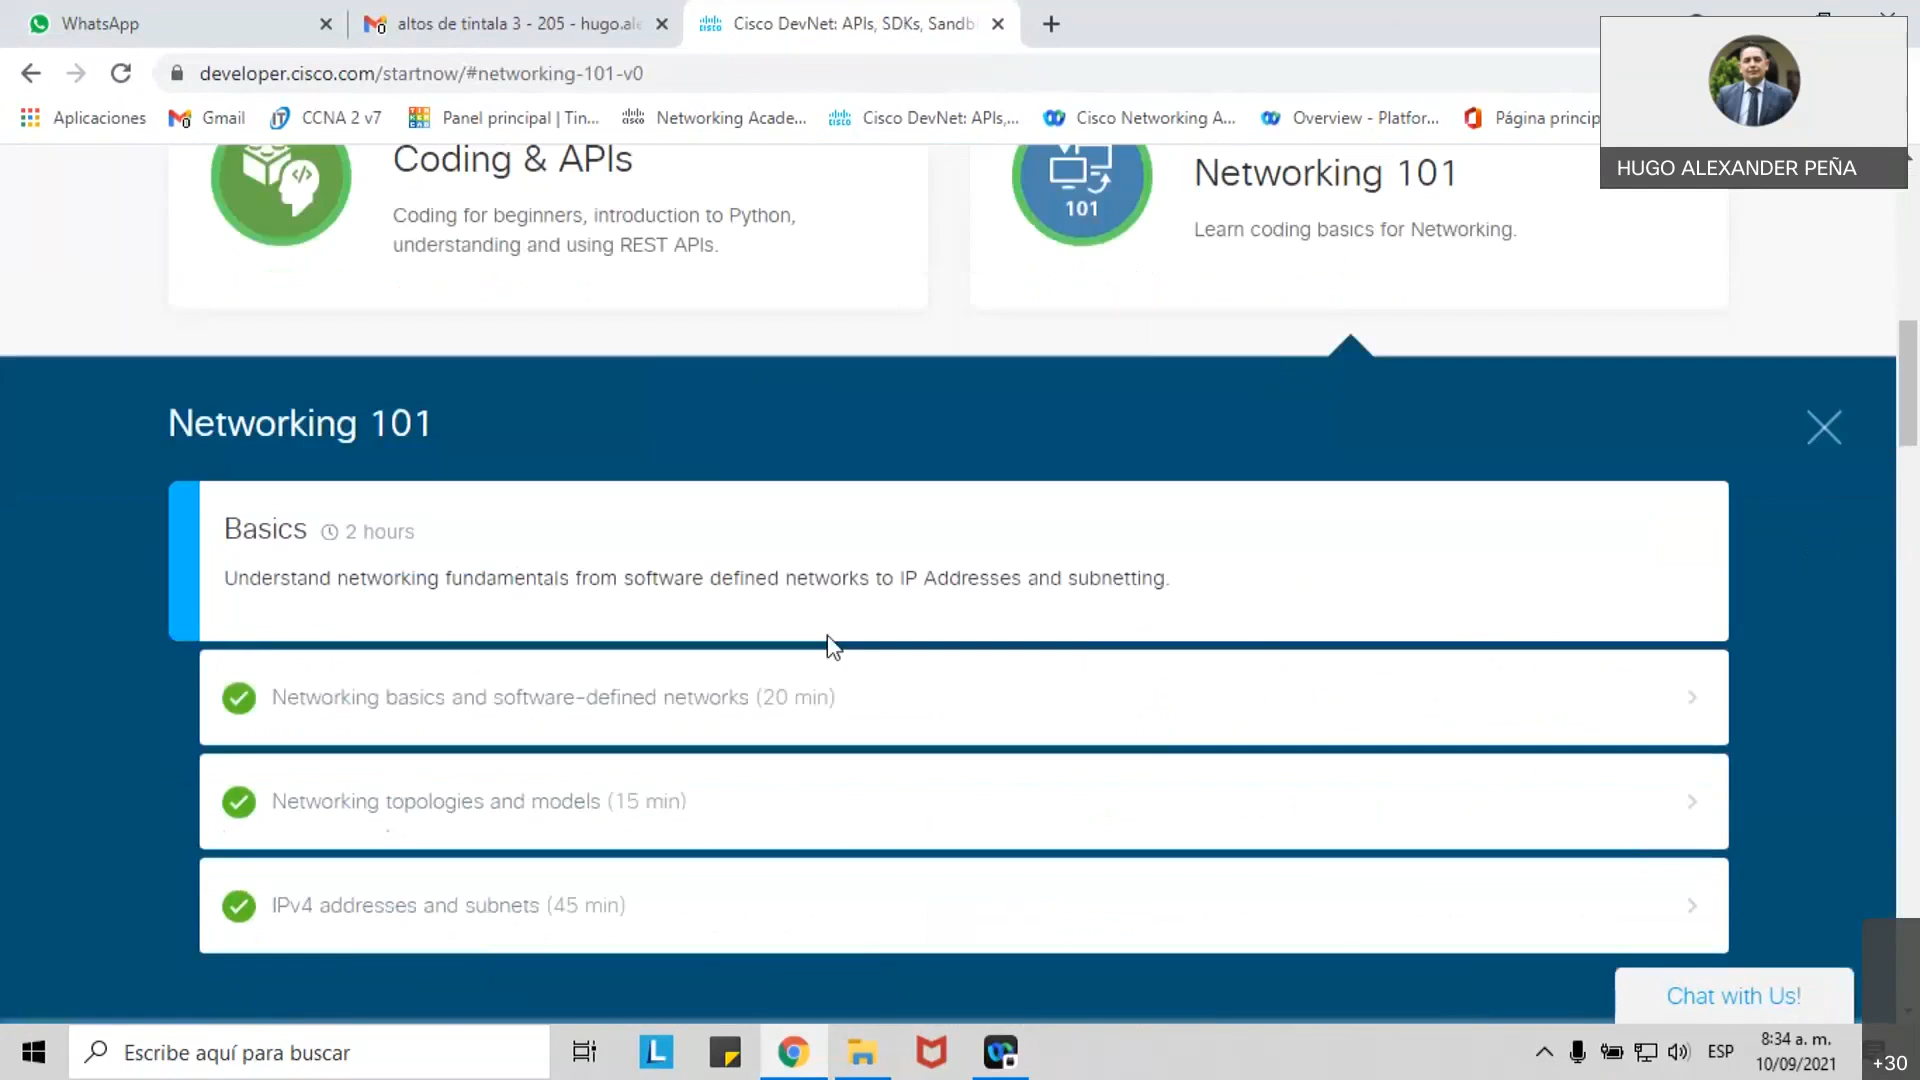 WhatsApp
altos de tintala 3 - 205 - hugo.ale
Cisco DevNet: APIs, SDKs, Sandb
developer.cisco.com/startnow/#networking-101-v0
Aplicaciones
Gmail
CCNA 2 v7
Panel principal | Tin...
Networking Acade...
Cisco DevNet: APIs,...
Cisco Networking A...
Overview - Platfor...
Página princip
HUGO ALEXANDER PEÑA
Coding & APIs
Coding for beginners, introduction to Python,
understanding and using REST APIs.
101
Networking 101
Learn coding basics for Networking.
Networking 101
Basics 2 hours
Understand networking fundamentals from software defined networks to IP Addresses and subnetting.
Networking basics and software-defined networks (20 min)
Networking topologies and models (15 min)
IPv4 addresses and subnets (45 min)
Chat with Us!
Escribe aquí para buscar
ESP
8:34 a. m.
10/09/2021
+30